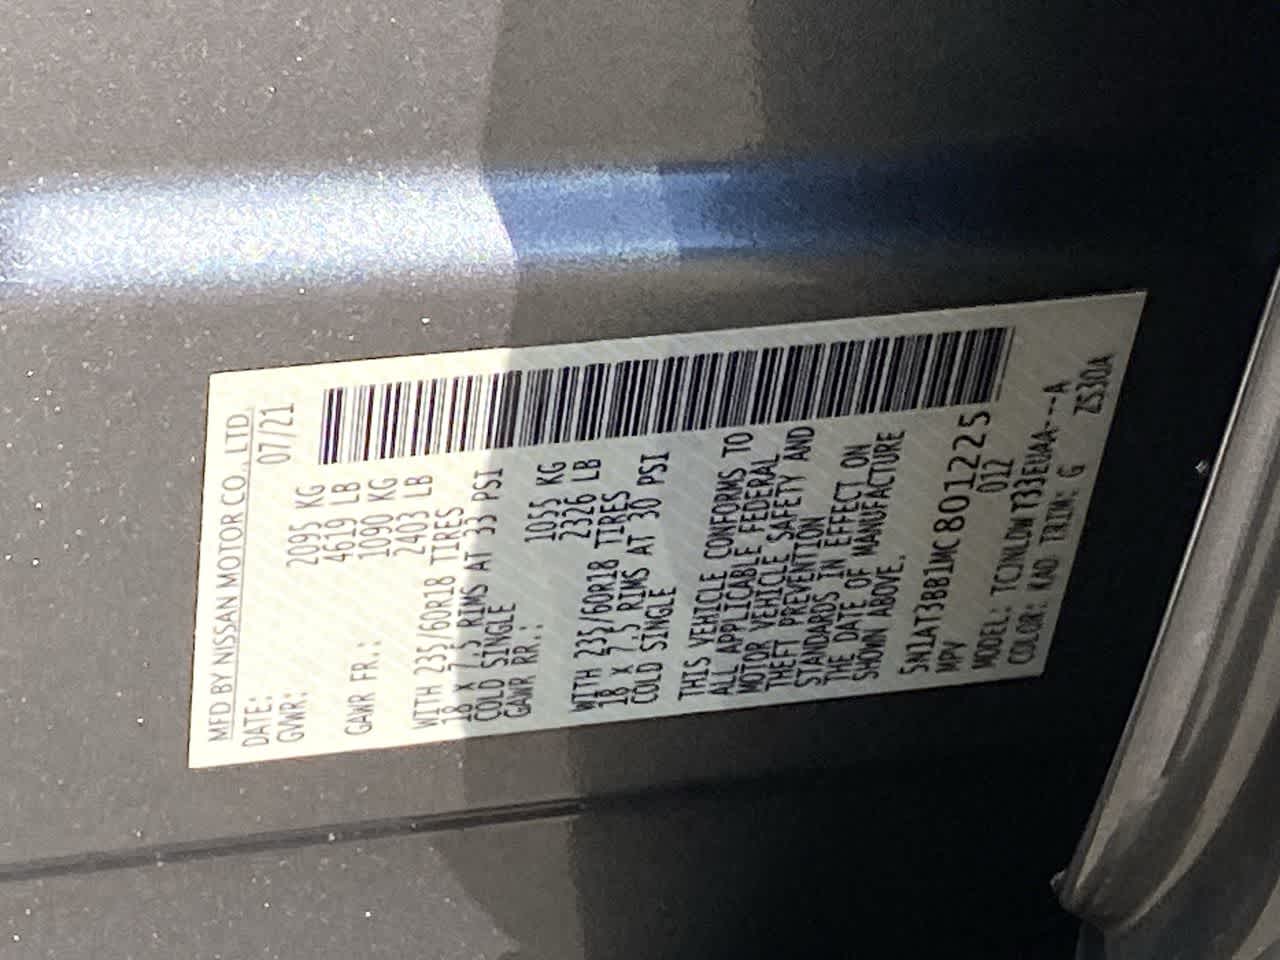 MFD BY NISSAN MOTOR CO., LTD.
DATE: 07/21
GVWR: 2095 KG
4619 LB
GAWR FR.: 1090 KG
2403 LB
WITH 235/60R18 TIRES
18 X 7.5 RIMS AT 33 PSI
COLD SINGLE
GAWR RR.: 1055 KG
2326 LB
WITH 235/60R18 TIRES
18 X 7.5 RIMS AT 30 PSI
COLD SINGLE
THIS VEHICLE CONFORMS TO
ALL APPLICABLE FEDERAL
MOTOR VEHICLE SAFETY AND
THEFT PREVENTION
STANDARDS IN EFFECT ON
THE DATE OF MANUFACTURE
SHOWN ABOVE.
5N1AT3BB1MC801225
MPV 012
MODEL: TCJNLDWT33EUAA---A
COLOR: KAD TRIM: G ZS30A